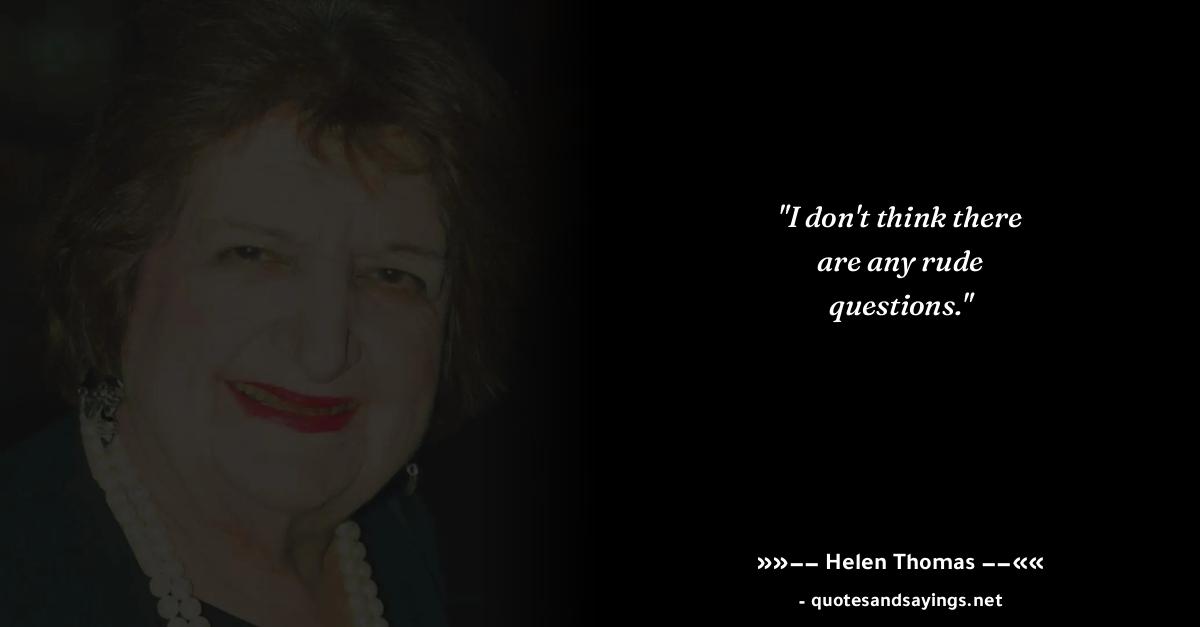 "I don't think there
are any rude
questions."
»»−− Helen Thomas −−««
- quotesandsayings.net